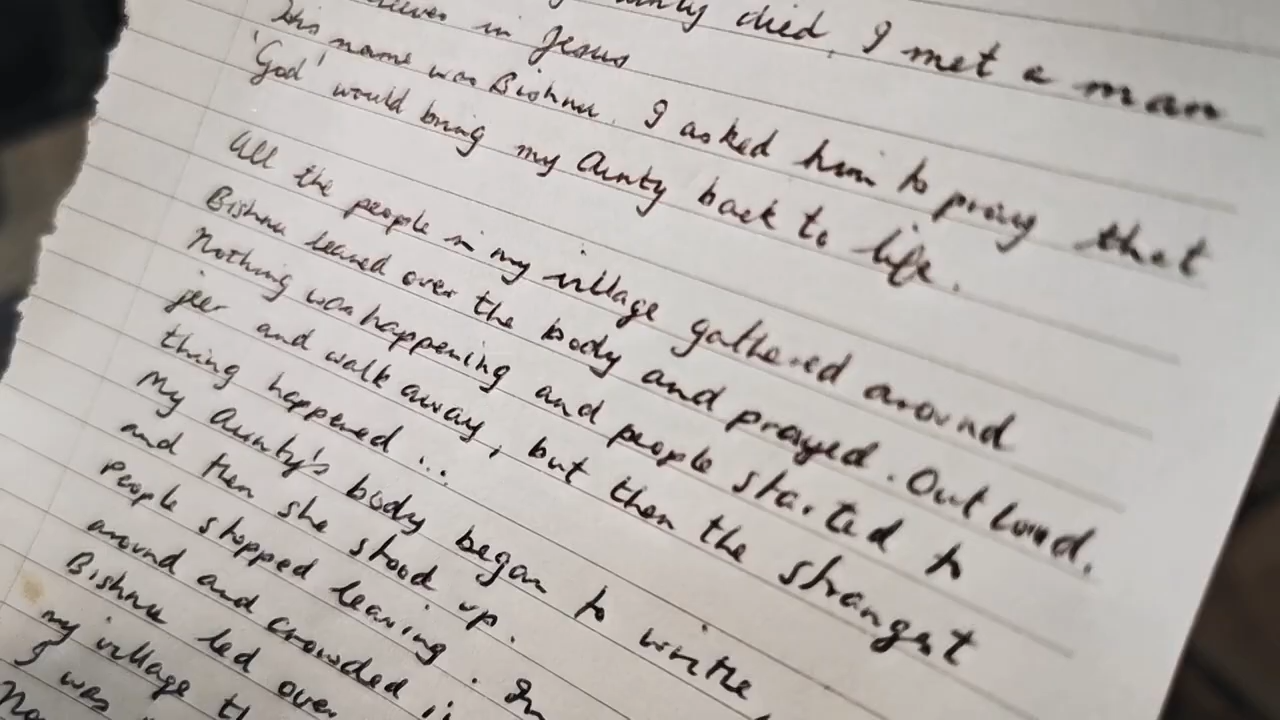 died, I met a man
in Jesus
His name was Bishnu. I asked him to pray that
'God' would bring my Aunty back to life.
All the people in my village gathered around
Bishnu leaned over the body and prayed. Out loud.
Nothing was happening and people started to
jeer and walk away, but then the strangest
thing happened ...
My Aunty's body began to writhe,
and then she stood up.
People stopped leaving.
around and crowded
Bishnu led over
my village
I was